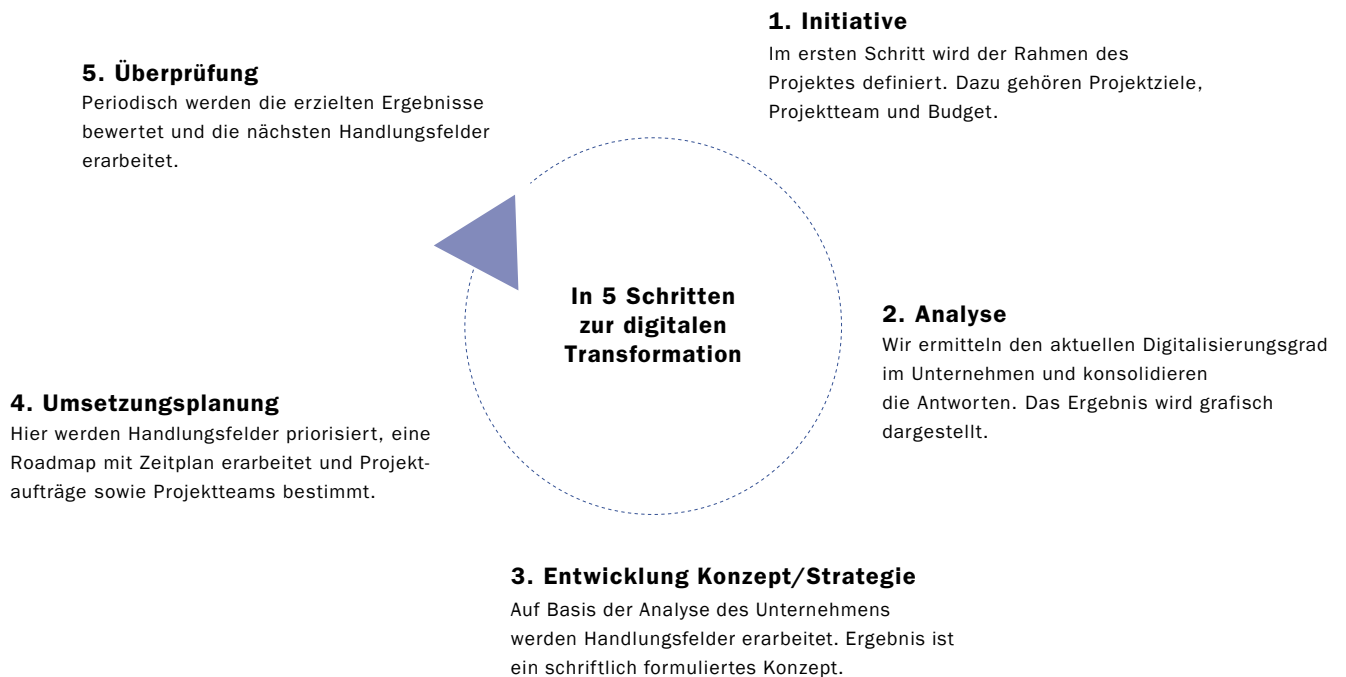 1. Initiative
Im ersten Schritt wird der Rahmen des
Projektes definiert. Dazu gehören Projektziele,
Projektteam und Budget.
2. Analyse
Wir ermitteln den aktuellen Digitalisierungsgrad
im Unternehmen und konsolidieren
die Antworten. Das Ergebnis wird grafisch
dargestellt.
3. Entwicklung Konzept/Strategie
Auf Basis der Analyse des Unternehmens
werden Handlungsfelder erarbeitet. Ergebnis ist
ein schriftlich formuliertes Konzept.
4. Umsetzungsplanung
Hier werden Handlungsfelder priorisiert, eine
Roadmap mit Zeitplan erarbeitet und Projekt-
aufträge sowie Projektteams bestimmt.
5. Überprüfung
Periodisch werden die erzielten Ergebnisse
bewertet und die nächsten Handlungsfelder
erarbeitet.
In 5 Schritten
zur digitalen
Transformation